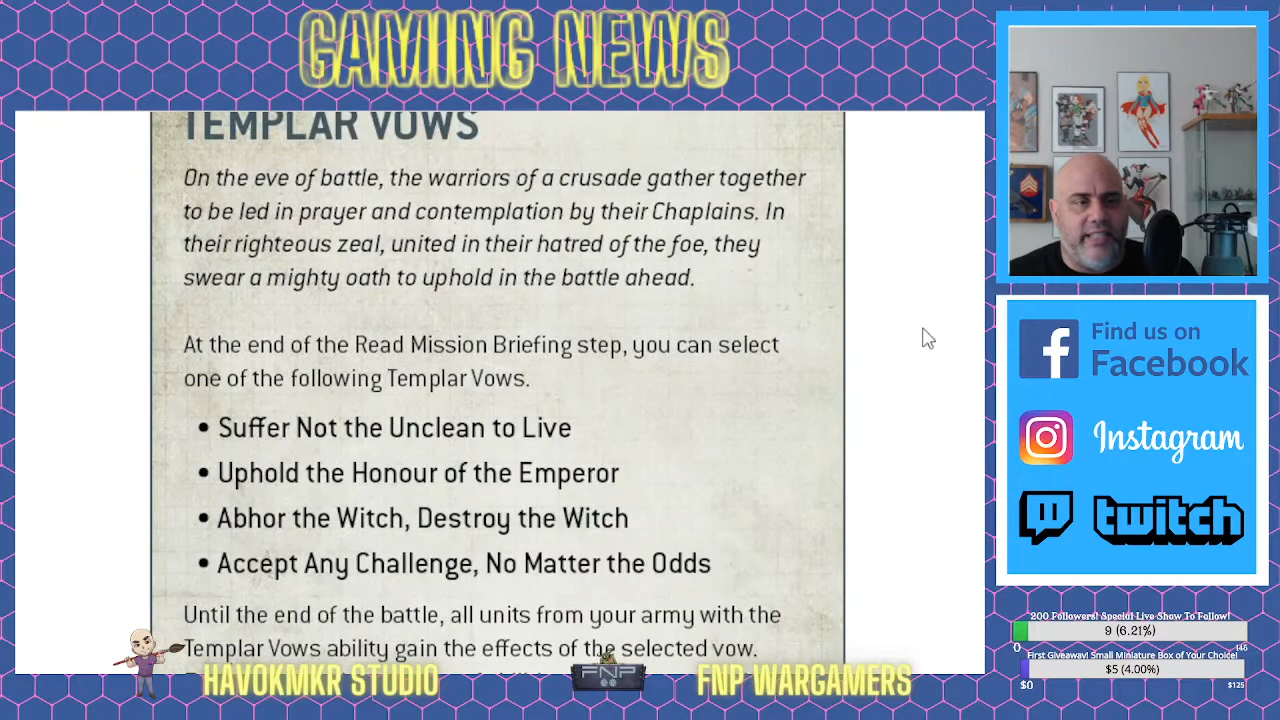 GAMING NEWS
TEMPLAR VOWS
On the eve of battle, the warriors of a crusade gather together
to be led in prayer and contemplation by their Chaplains. In
their righteous zeal, united in their hatred of the foe, they
swear a mighty oath to uphold in the battle ahead.
At the end of the Read Mission Briefing step, you can select
one of the following Templar Vows.
• Suffer Not the Unclean to Live
• Uphold the Honour of the Emperor
• Abhor the Witch, Destroy the Witch
• Accept Any Challenge, No Matter the Odds
Until the end of the battle, all units from your army with the
Templar Vows ability gain the effects of the selected vow.
HAVOKMKR STUDIO
FNP
FNP WARGAMERS
Find us on
Facebook
Instagram
twitch
200 Followers! Special Live Show To Follow!
9 (6.21%)
0 145
First Giveaway! Small Miniature Box of Your Choice!
$5 (4.00%)
$0 $125